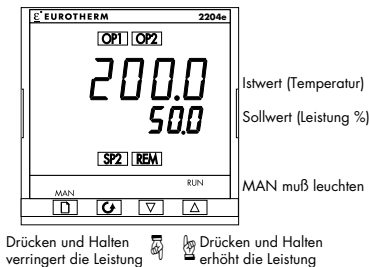 EUROTHERM 2204e
OP1 OP2
200.0
Istwert (Temperatur)
50.0
Sollwert (Leistung %)
SP2 REM
MAN RUN
MAN muß leuchten
Drücken und Halten
verringert die Leistung
Drücken und Halten
erhöht die Leistung